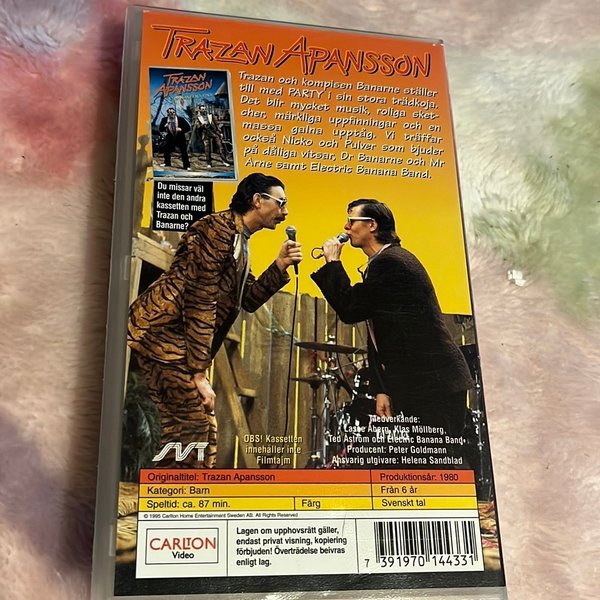 TRAZAN APANSSON
Trazan och kompisen Banarne ställer
till med PARTY i sin stora trädkoja.
Det blir mycket musik, roliga sket-
cher, märkliga uppfinningar och en
massa galna upptåg. Vi träffar
också Nicko och Pulver som bjuder
på dåliga vitsar, Dr Banarne och Mr
Arne samt Electric Banana Band.
TRAZAN
APANSSON
Du missar väl
inte den andra
kassetten med
Trazan och
Banarne?
SVT
OBS! Kassetten
innehåller inte
Filmtajm
Medverkande:
Lasse Åberg, Klas Möllberg,
Ted Åström och Electric Banana Band
Producent: Peter Goldmann
Ansvarig utgivare: Helena Sandblad
Originaltitel: Trazan Apansson
Produktionsår: 1980
Kategori: Barn
Från 6 år
Speltid: ca. 87 min.
Färg
Svenskt tal
© 1995 Carlton Home Entertainment Sweden AB. All Rights Reserved
CARLTON
Video
Lagen om upphovsrätt gäller,
endast privat visning, kopiering
förbjuden! Överträdelse beivras
enligt lag.
7 391970 144331